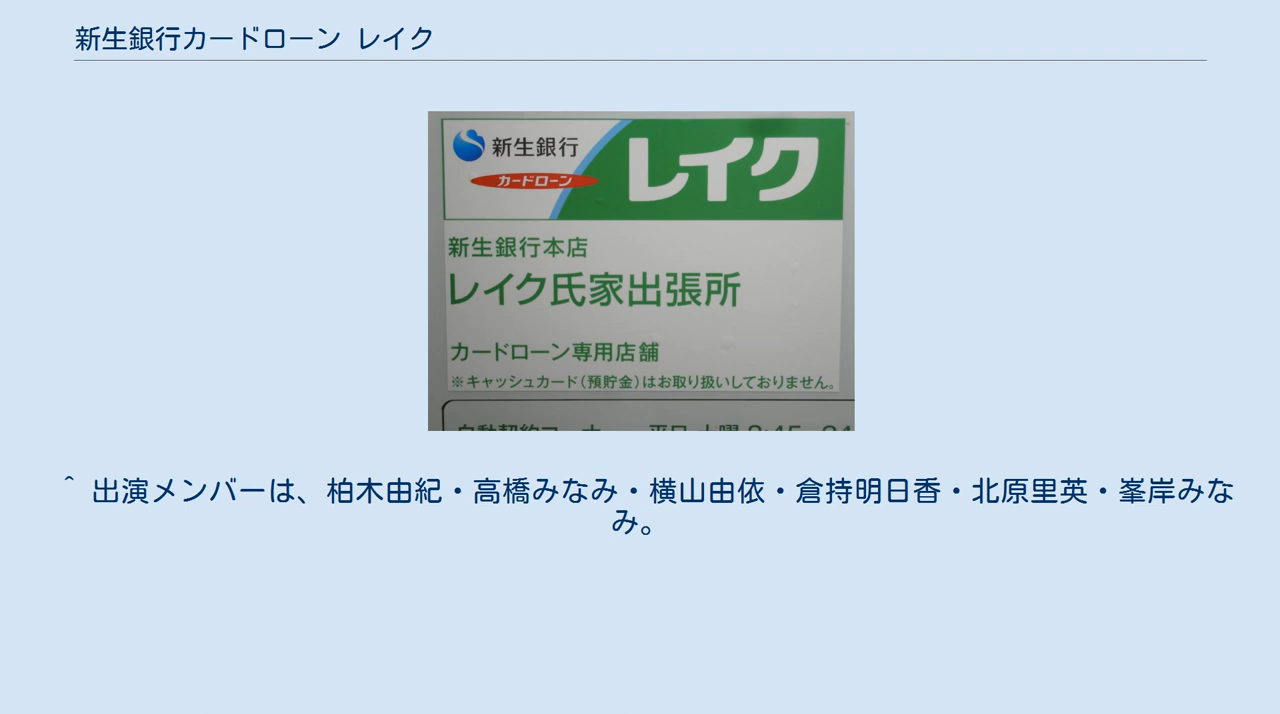 新生銀行カードローン レイク
新生銀行
カードローン
レイク
新生銀行本店
レイク氏家出張所
カードローン専用店舗
※キャッシュカード（預貯金）はお取り扱いしておりません。
^ 出演メンバーは、柏木由紀・高橋みなみ・横山由依・倉持明日香・北原里英・峯岸みな
み。